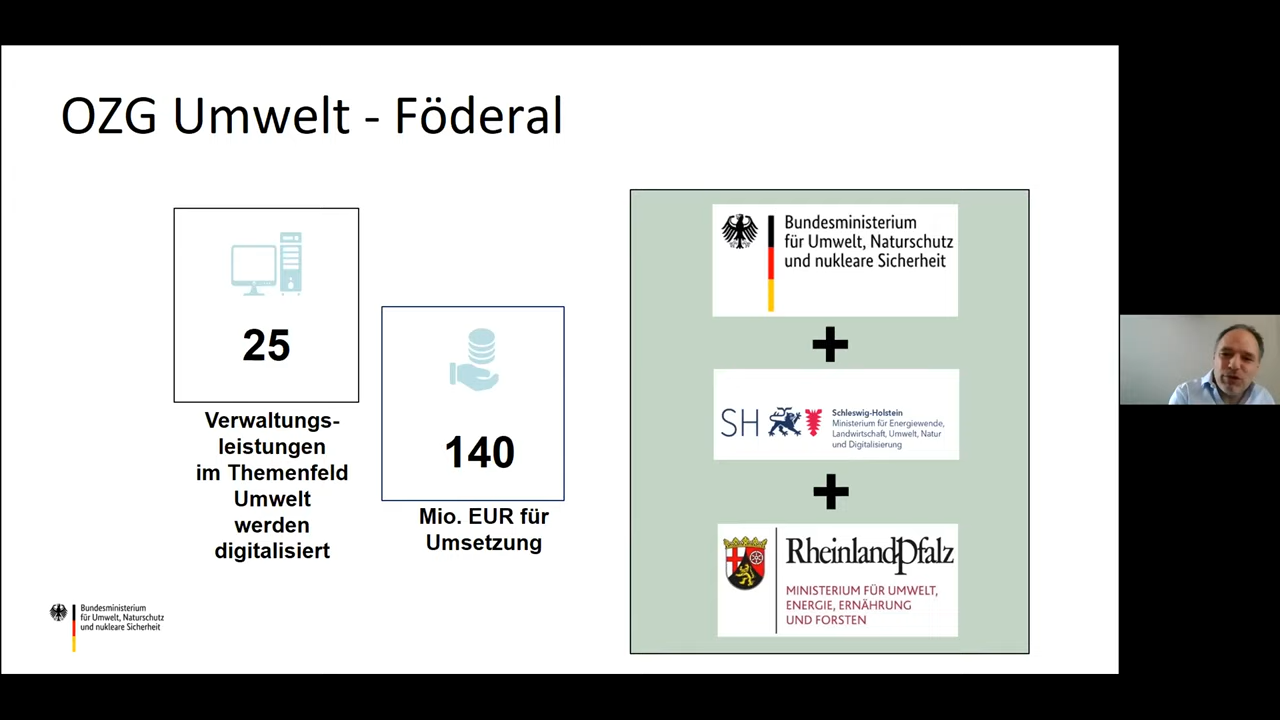 OZG Umwelt - Föderal
25
Verwaltungs-
leistungen
im Themenfeld
Umwelt
werden
digitalisiert
140
Mio. EUR für
Umsetzung
Bundesministerium
für Umwelt, Naturschutz
und nukleare Sicherheit
+
SH
Schleswig-Holstein
Ministerium für Energiewende,
Landwirtschaft, Umwelt, Natur
und Digitalisierung
+
RheinlandPfalz
MINISTERIUM FÜR UMWELT,
ENERGIE, ERNÄHRUNG
UND FORSTEN
Bundesministerium
für Umwelt, Naturschutz
und nukleare Sicherheit